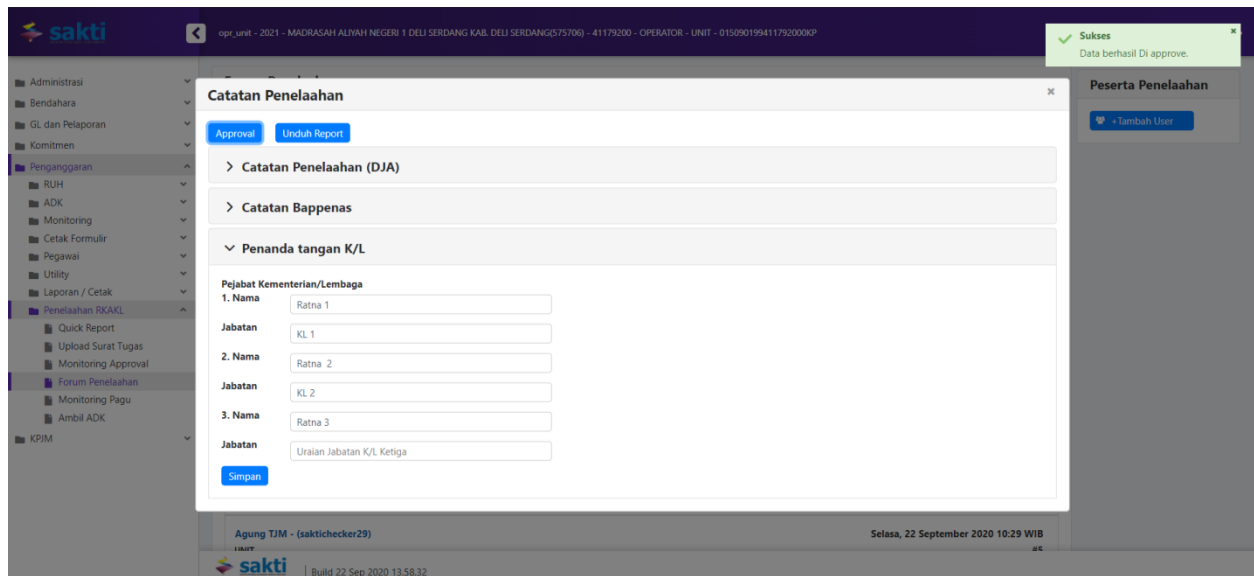 sakti
opr_unit - 2021 - MADRASAH ALIYAH NEGERI 1 DELI SERDANG KAB. DELI SERDANG(575706) - 41179200 - OPERATOR - UNIT - 015090199411792000KP
Sukses
Data berhasil Di approve.
Administrasi
Bendahara
GL dan Pelaporan
Komitmen
Penganggaran
RUH
ADK
Monitoring
Cetak Formulir
Pegawai
Utility
Laporan / Cetak
Penelaahan RKAKL
Quick Report
Upload Surat Tugas
Monitoring Approval
Forum Penelaahan
Monitoring Pagu
Ambil ADK
KPJM
Catatan Penelaahan
Approval
Unduh Report
Catatan Penelaahan (DJA)
Catatan Bappenas
Penanda tangan K/L
Pejabat Kementerian/Lembaga
1. Nama
Ratna 1
Jabatan
KL 1
2. Nama
Ratna 2
Jabatan
KL 2
3. Nama
Ratna 3
Jabatan
Uraian Jabatan K/L Ketiga
Simpan
Peserta Penelaahan
+Tambah User
Agung TJM - (saktichecker29)
Selasa, 22 September 2020 10:29 WIB
UNIT
#5
sakti
| Build 22 Sep 2020 13.58.32